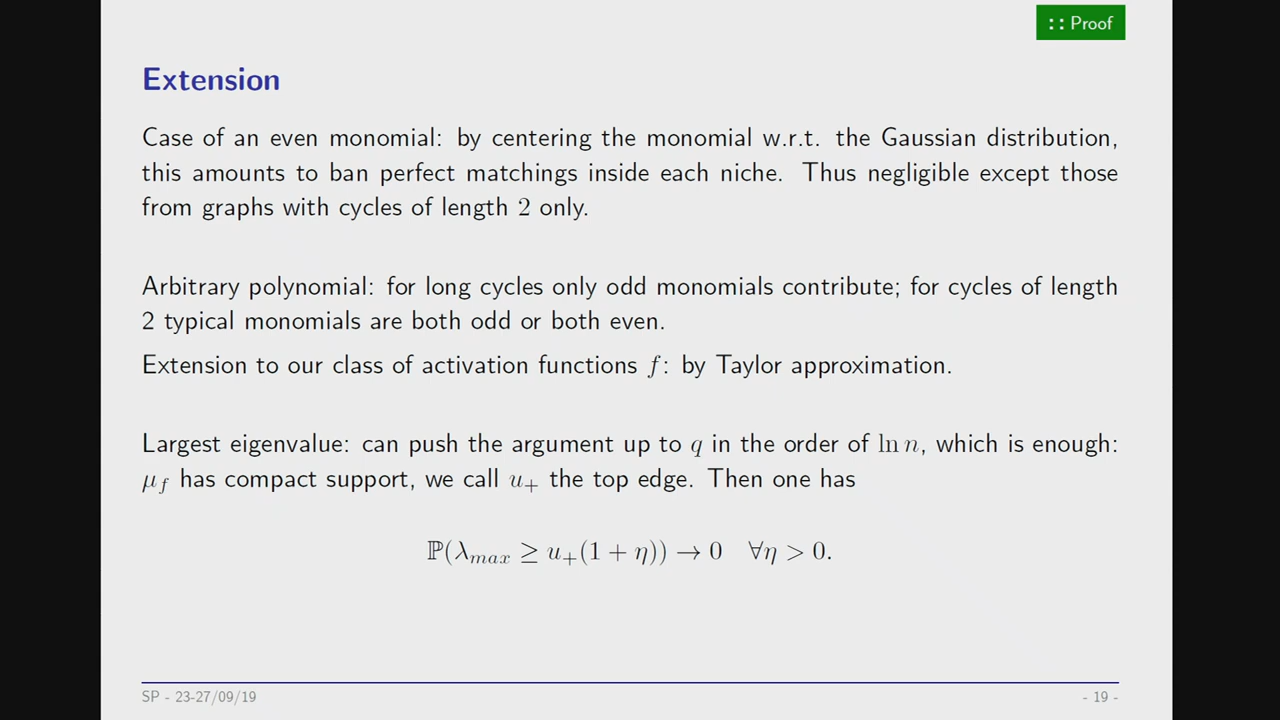 :: Proof
Extension
Case of an even monomial: by centering the monomial w.r.t. the Gaussian distribution,
this amounts to ban perfect matchings inside each niche. Thus negligible except those
from graphs with cycles of length 2 only.
Arbitrary polynomial: for long cycles only odd monomials contribute; for cycles of length
2 typical monomials are both odd or both even.
Extension to our class of activation functions f: by Taylor approximation.
Largest eigenvalue: can push the argument up to q in the order of ln n, which is enough:
μ_f has compact support, we call u_+ the top edge. Then one has
ℙ(λ_max ≥ u_+(1 + η)) → 0 ∀η > 0.
SP - 23-27/09/19
- 19 -